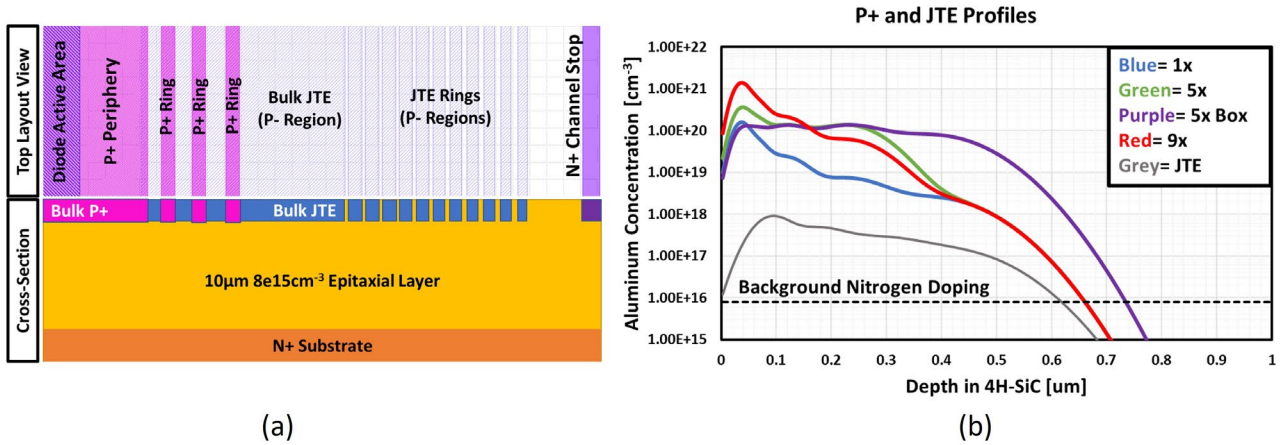 Top Layout View
Diode Active Area
P+ Periphery
P+ Ring
P+ Ring
P+ Ring
Bulk JTE
(P- Region)
JTE Rings
(P- Regions)
N+ Channel Stop
Cross-Section
Bulk P+
Bulk JTE
10µm 8e15cm⁻³ Epitaxial Layer
N+ Substrate
(a)
P+ and JTE Profiles
Aluminum Concentration [cm⁻³]
1.00E+22
1.00E+21
1.00E+20
1.00E+19
1.00E+18
1.00E+17
1.00E+16
1.00E+15
Blue= 1x
Green= 5x
Purple= 5x Box
Red= 9x
Grey= JTE
Background Nitrogen Doping
0 0.1 0.2 0.3 0.4 0.5 0.6 0.7 0.8 0.9 1
Depth in 4H-SiC [um]
(b)